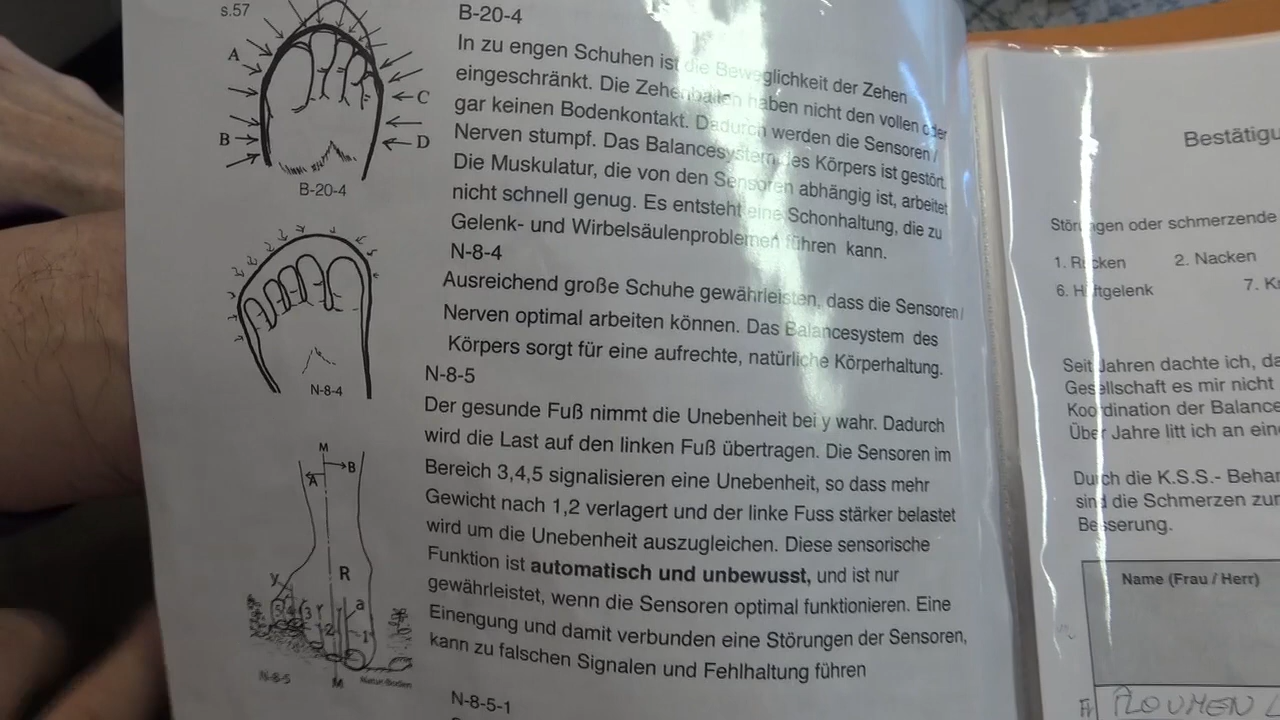 s.57
A
B
C
D
B-20-4
N-8-4
M
B
A
R
y
a
5
4
3
2
1
N-8-5
M
Natur-Boden
B-20-4
In zu engen Schuhen ist die Beweglichkeit der Zehen
eingeschränkt. Die Zehenballen haben nicht den vollen oder
gar keinen Bodenkontakt. Dadurch werden die Sensoren /
Nerven stumpf. Das Balancesystem des Körpers ist gestört.
Die Muskulatur, die von den Sensoren abhängig ist, arbeitet
nicht schnell genug. Es entsteht eine Schonhaltung, die zu
Gelenk- und Wirbelsäulenproblemen führen kann.
N-8-4
Ausreichend große Schuhe gewährleisten, dass die Sensoren /
Nerven optimal arbeiten können. Das Balancesystem des
Körpers sorgt für eine aufrechte, natürliche Körperhaltung.
N-8-5
Der gesunde Fuß nimmt die Unebenheit bei y wahr. Dadurch
wird die Last auf den linken Fuß übertragen. Die Sensoren im
Bereich 3,4,5 signalisieren eine Unebenheit, so dass mehr
Gewicht nach 1,2 verlagert und der linke Fuss stärker belastet
wird um die Unebenheit auszugleichen. Diese sensorische
Funktion ist automatisch und unbewusst, und ist nur
gewährleistet, wenn die Sensoren optimal funktionieren. Eine
Einengung und damit verbunden eine Störungen der Sensoren,
kann zu falschen Signalen und Fehlhaltung führen
N-8-5-1
Bestätigu
Störungen oder schmerzende
1. Rücken 2. Nacken
6. Hüftgelenk 7. K
Seit Jahren dachte ich, da
Gesellschaft es mir nicht
Koordination der Balance
Über Jahre litt ich an ein
Durch die K.S.S.- Beha
sind die Schmerzen zur
Besserung.
Name (Frau / Herr)
Fr PLOUMEN